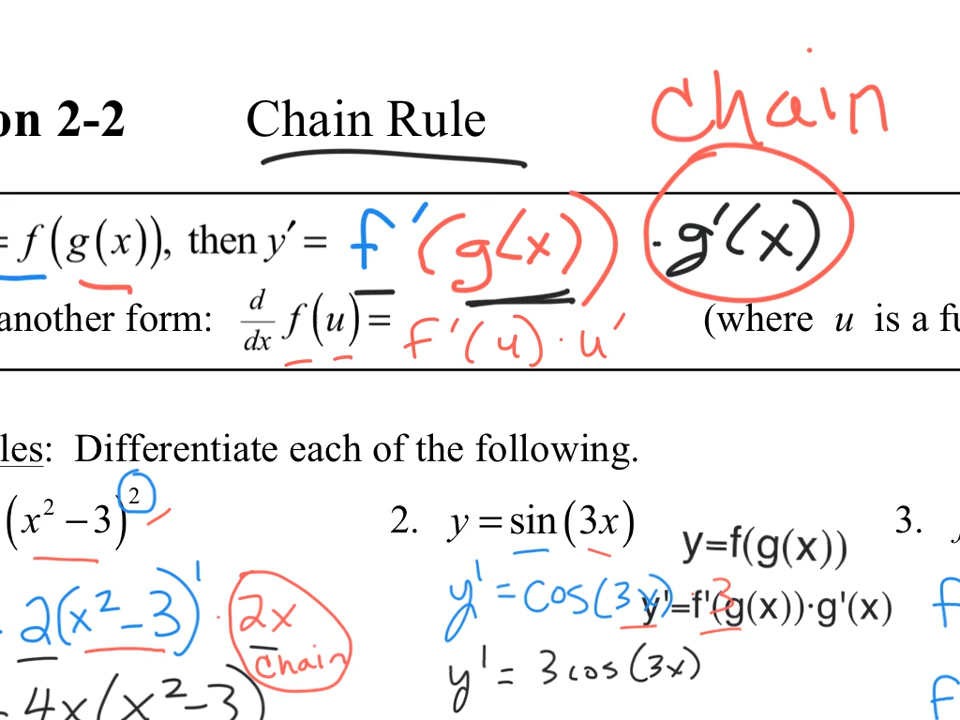 on 2-2 Chain Rule chain
= f(g(x)), then y′ = f'(g(x)) · g'(x)
another form: d/dx f(u) = f'(u) · u' (where u is a fu
les: Differentiate each of the following.
(x² − 3)² 2. y = sin(3x) 3.
y=f(g(x))
2(x² − 3)¹ · 2x y' = cos(3x) · 3 y'=f'(g(x))·g'(x) f
chain
4x(x² − 3) y' = 3 cos(3x) f